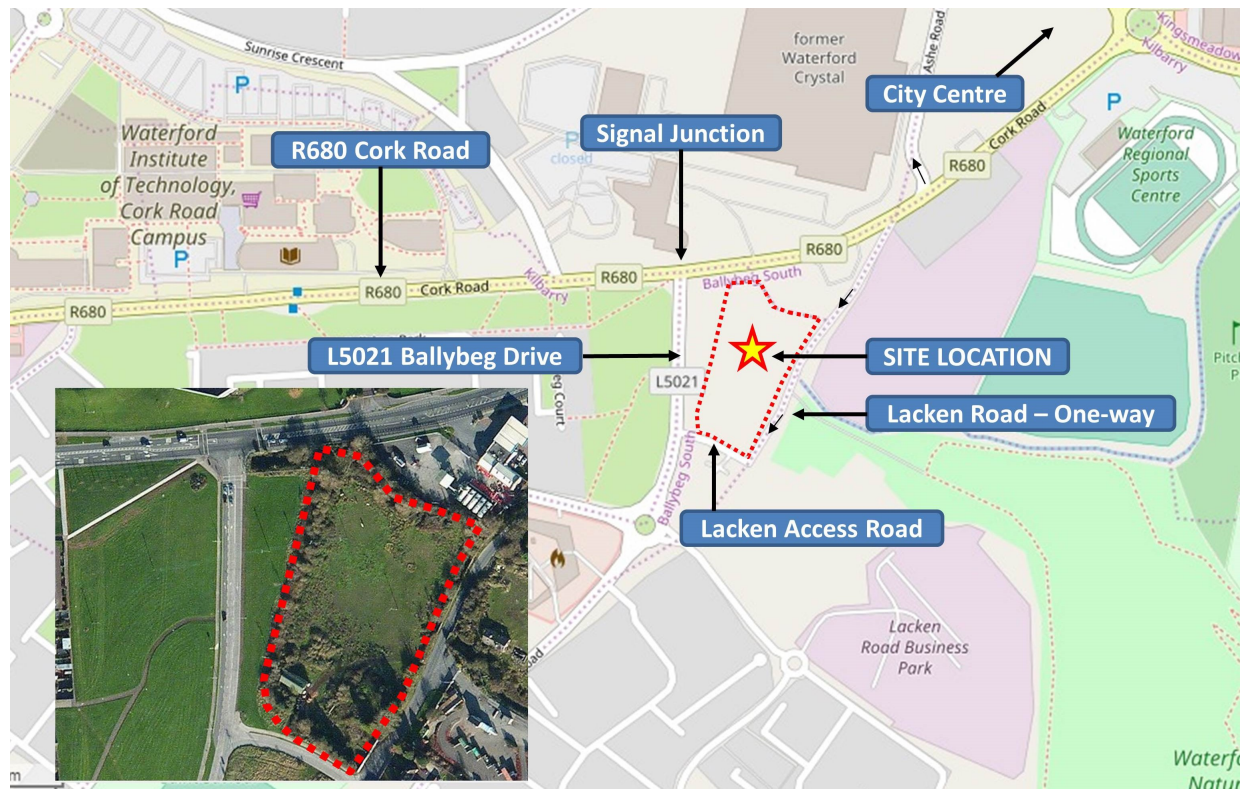 Sunrise Crescent
former
Waterford
Crystal
Ashe Road
Kingsmeadow
Kilbarry
City Centre
P
P
Waterford
Institute
of Technology,
Cork Road
Campus
R680 Cork Road
Signal Junction
P
closed
Cork Road
R680
Waterford
Regional
Sports
Centre
P
Kilbarry
R680
R680
Ballybeg South
R680
Cork Road
R680
L5021 Ballybeg Drive
SITE LOCATION
Pitch
P
L5021
Lacken Road – One-way
Ballybeg South
Lacken Access Road
Lacken
Road Business
Park
Waterfo
Natur
m